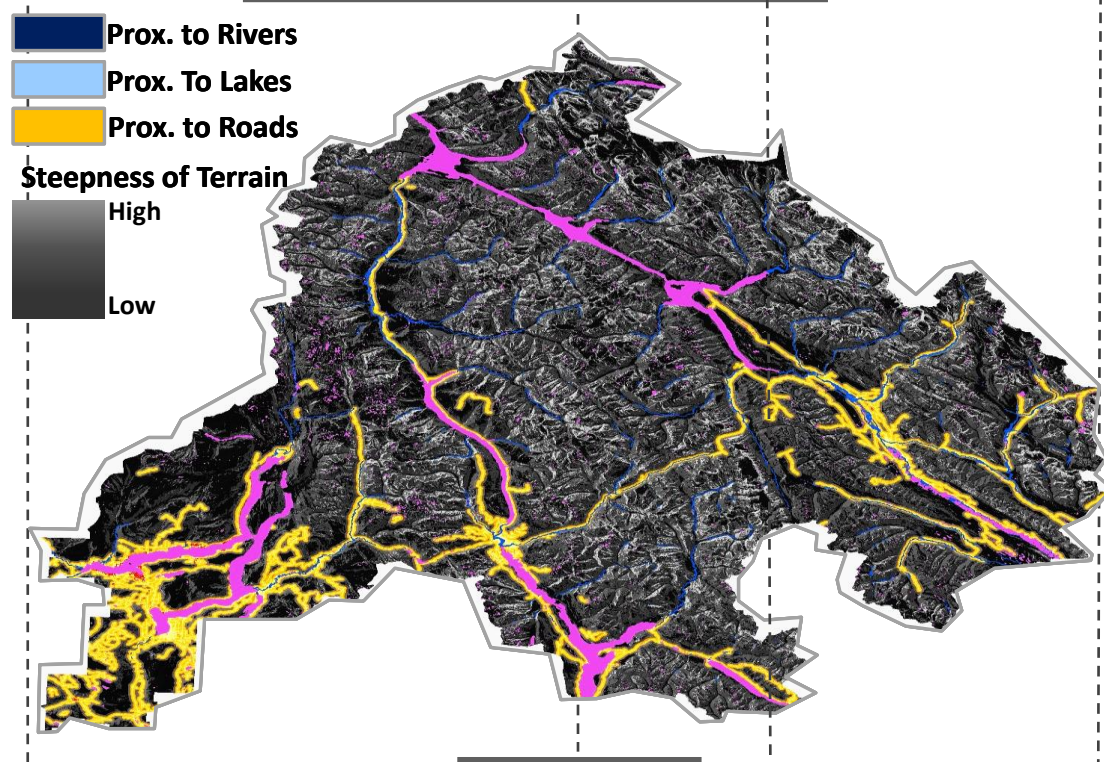 Prox. to Rivers
Prox. To Lakes
Prox. to Roads
Steepness of Terrain
High
Low